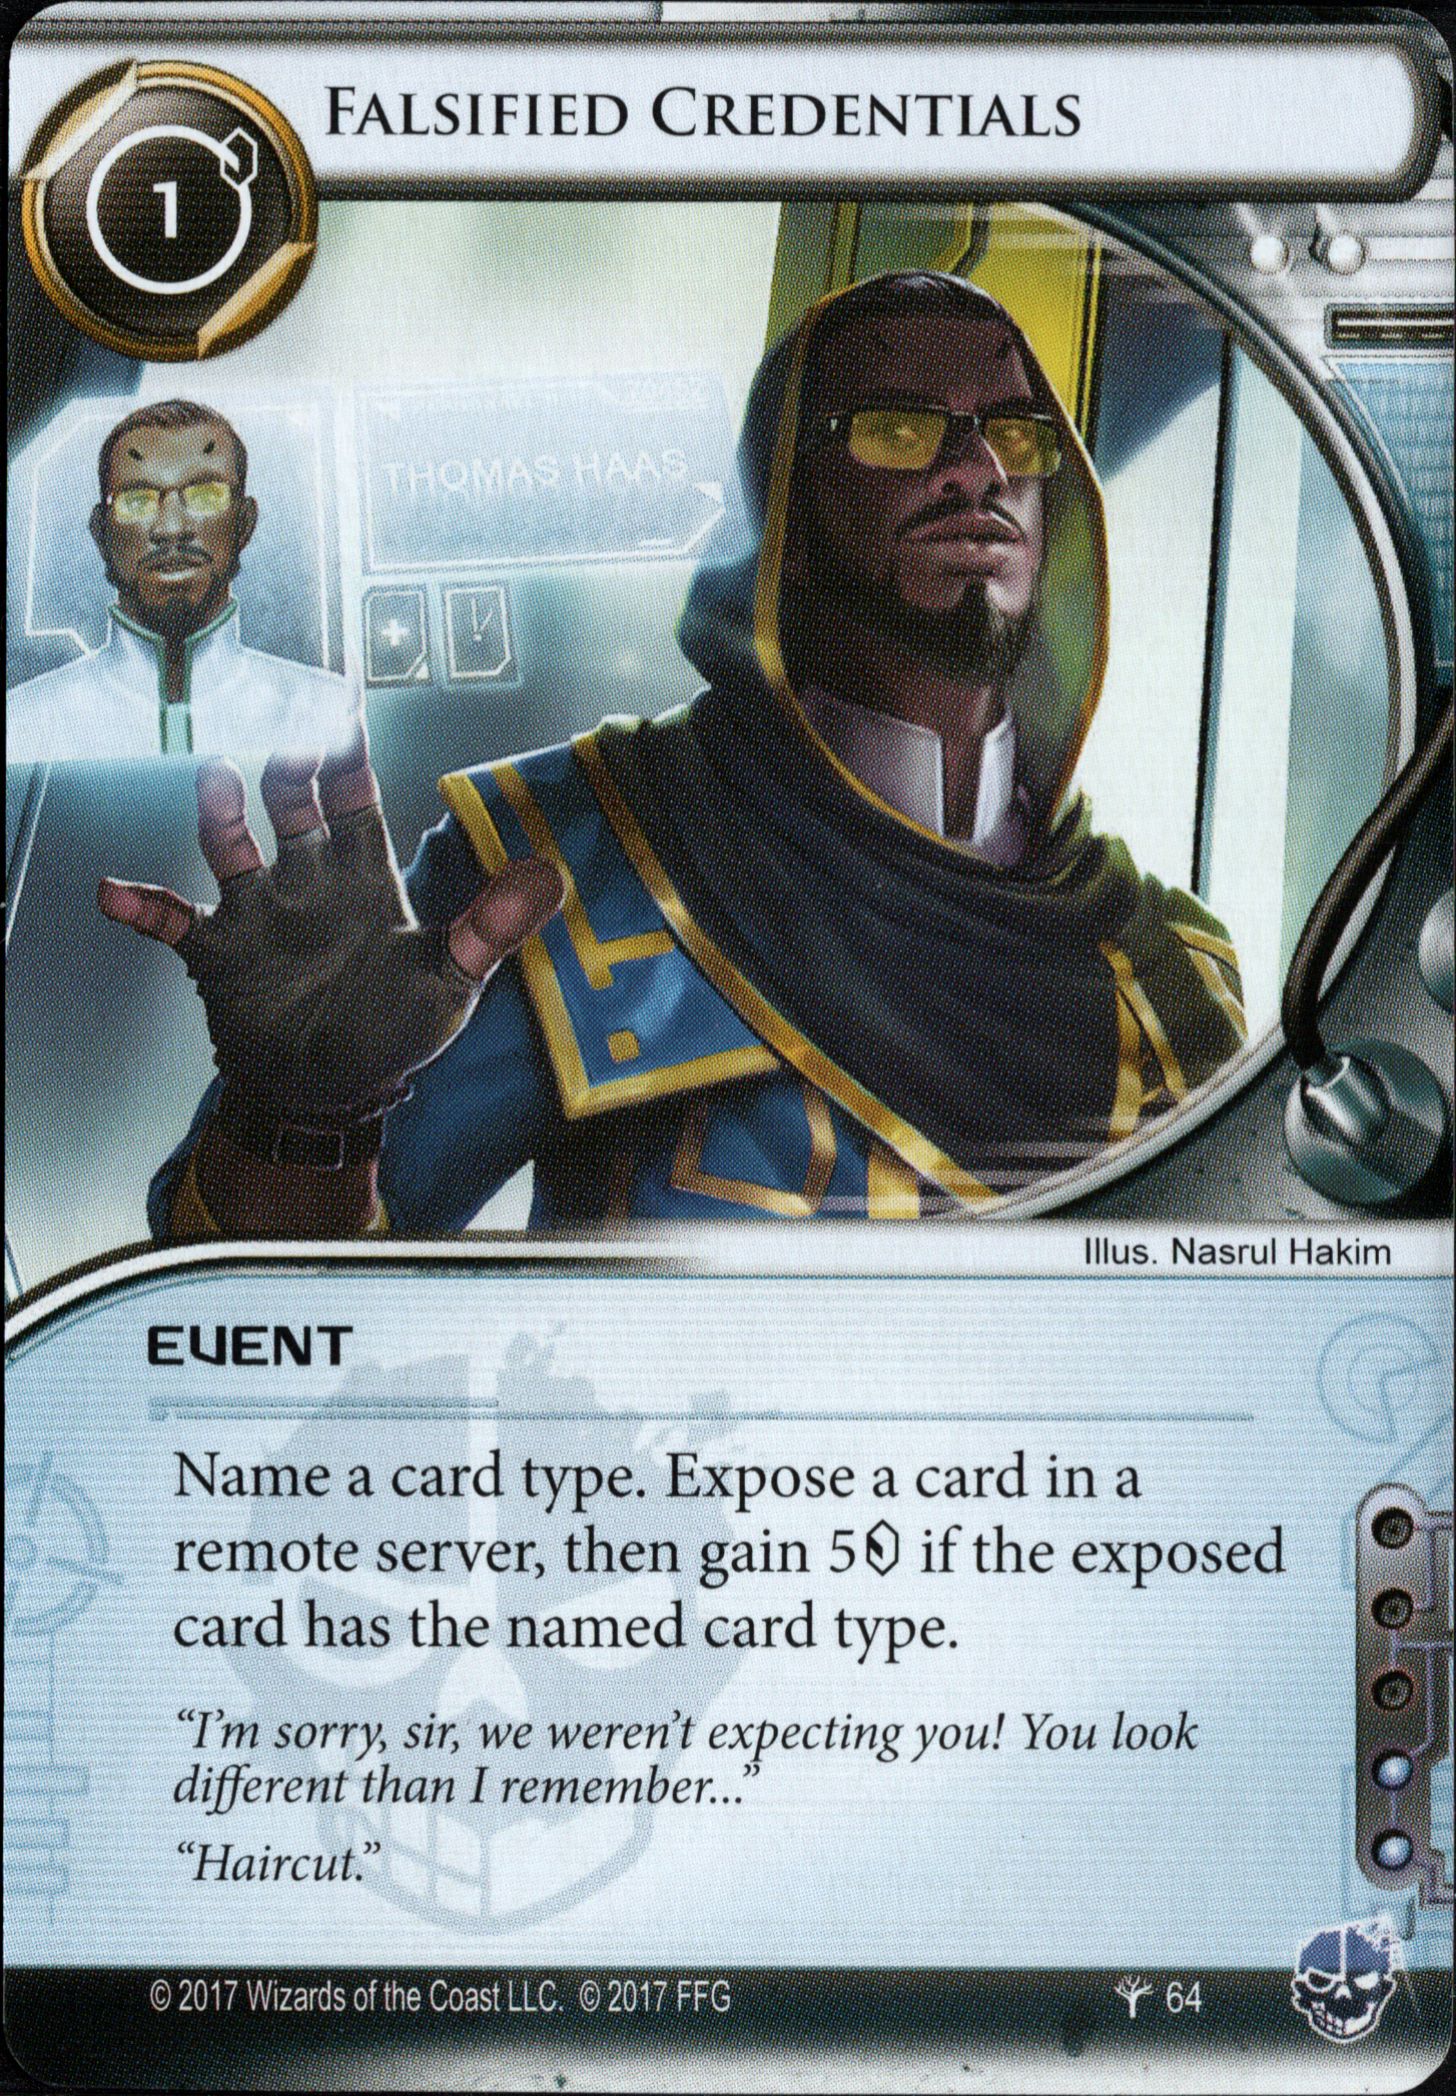 1
FALSIFIED CREDENTIALS
THOMAS HAAS
Illus. Nasrul Hakim
EVENT
Name a card type. Expose a card in a
remote server, then gain 5 if the exposed
card has the named card type.
“I’m sorry, sir, we weren’t expecting you! You look
different than I remember...”
“Haircut.”
© 2017 Wizards of the Coast LLC. © 2017 FFG
64